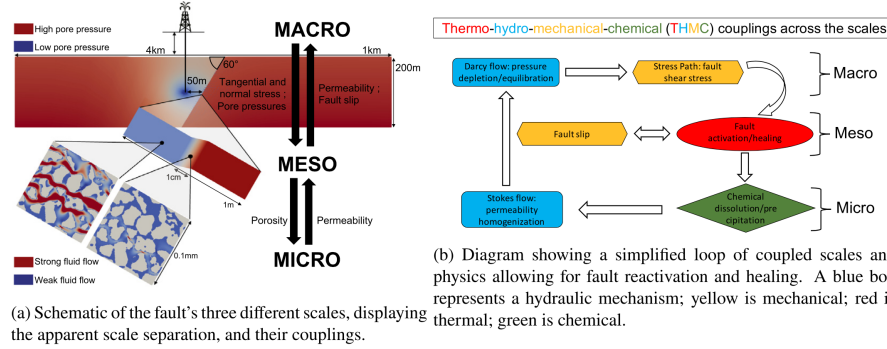 High pore pressure
Low pore pressure
4km
1km
MACRO
60°
200m
50m
Tangential and
normal stress ;
Pore pressures
Permeability ;
Fault slip
MESO
1cm
1m
Porosity
Permeability
0.1mm
MICRO
Strong fluid flow
Weak fluid flow
(a) Schematic of the fault's three different scales, displaying
the apparent scale separation, and their couplings.
Thermo-hydro-mechanical-chemical (THMC) couplings across the scales
Darcy flow: pressure
depletion/equilibration
Stress Path: fault
shear stress
Macro
Fault slip
Fault
activation/healing
Meso
Stokes flow:
permeability
homogenization
Chemical
dissolution/pre
cipitation
Micro
(b) Diagram showing a simplified loop of coupled scales an
physics allowing for fault reactivation and healing. A blue bo
represents a hydraulic mechanism; yellow is mechanical; red i
thermal; green is chemical.